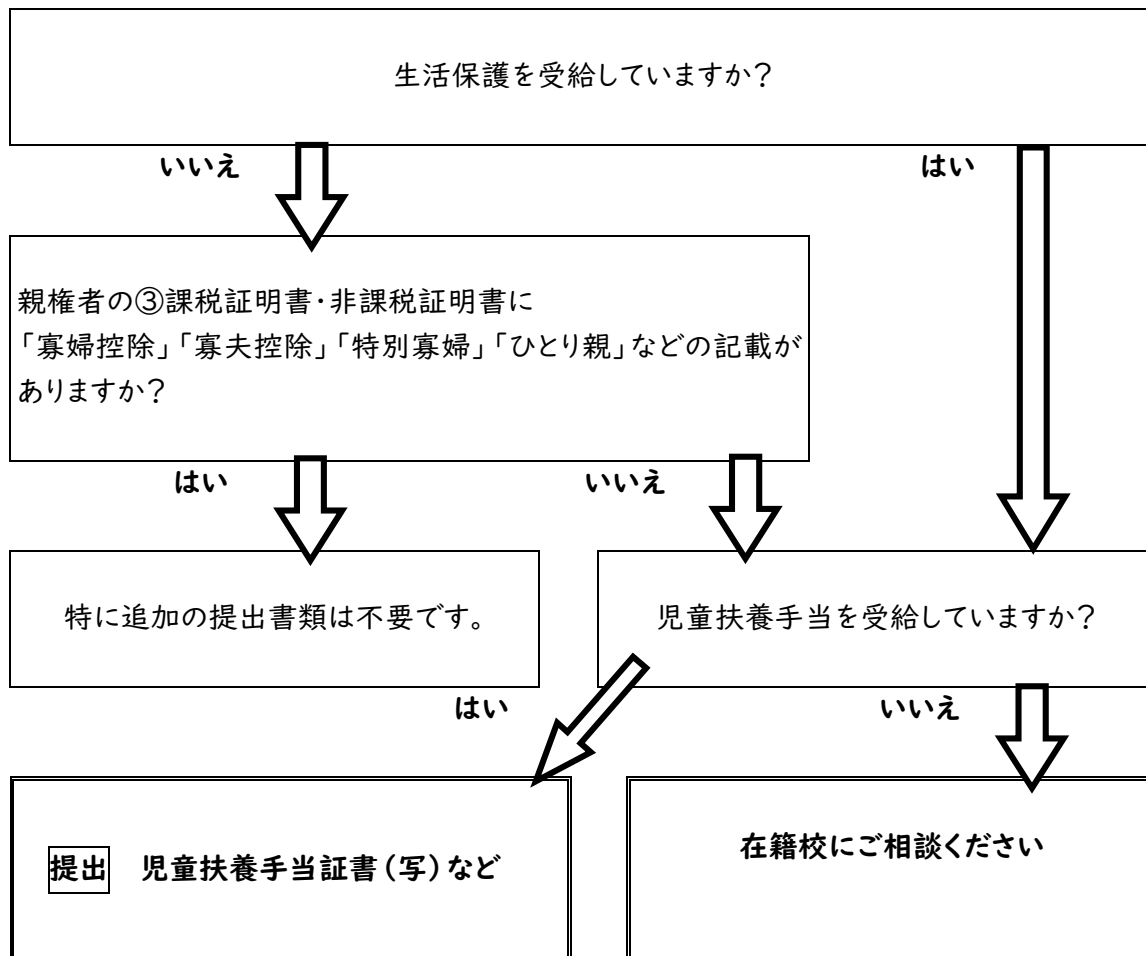 生活保護を受給していますか?
いいえ
はい
親権者の③課税証明書・非課税証明書に
「寡婦控除」「寡夫控除」「特別寡婦」「ひとり親」などの記載が
ありますか?
はい
いいえ
特に追加の提出書類は不要です。
児童扶養手当を受給していますか?
はい
いいえ
提出 児童扶養手当証書(写)など
在籍校にご相談ください